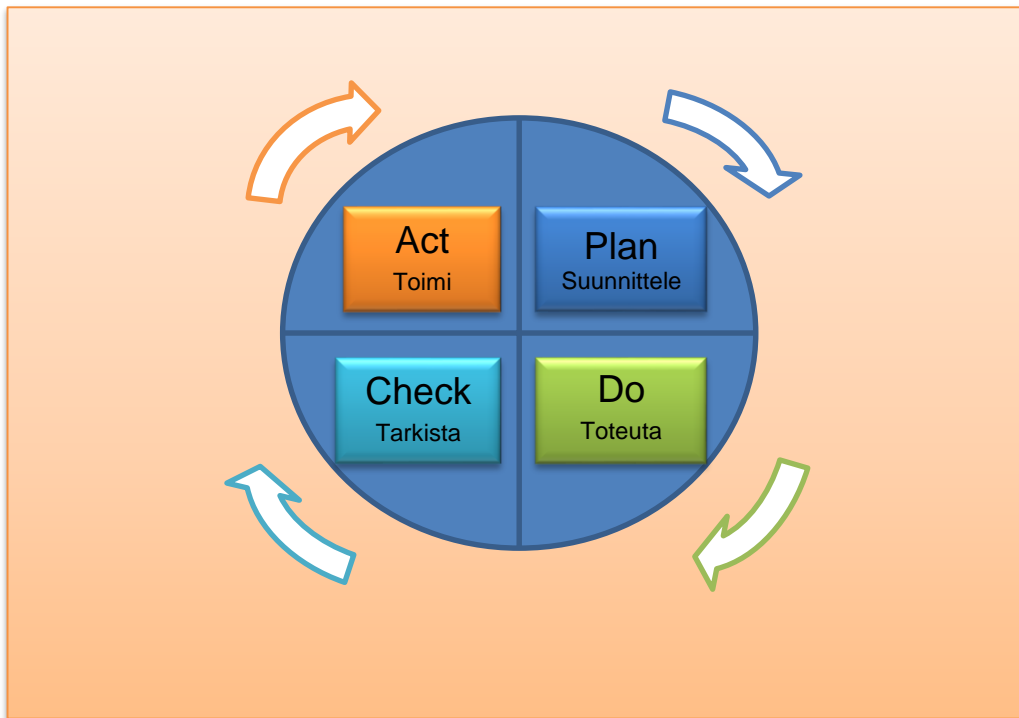 Act
Toimi
Plan
Suunnittele
Check
Tarkista
Do
Toteuta